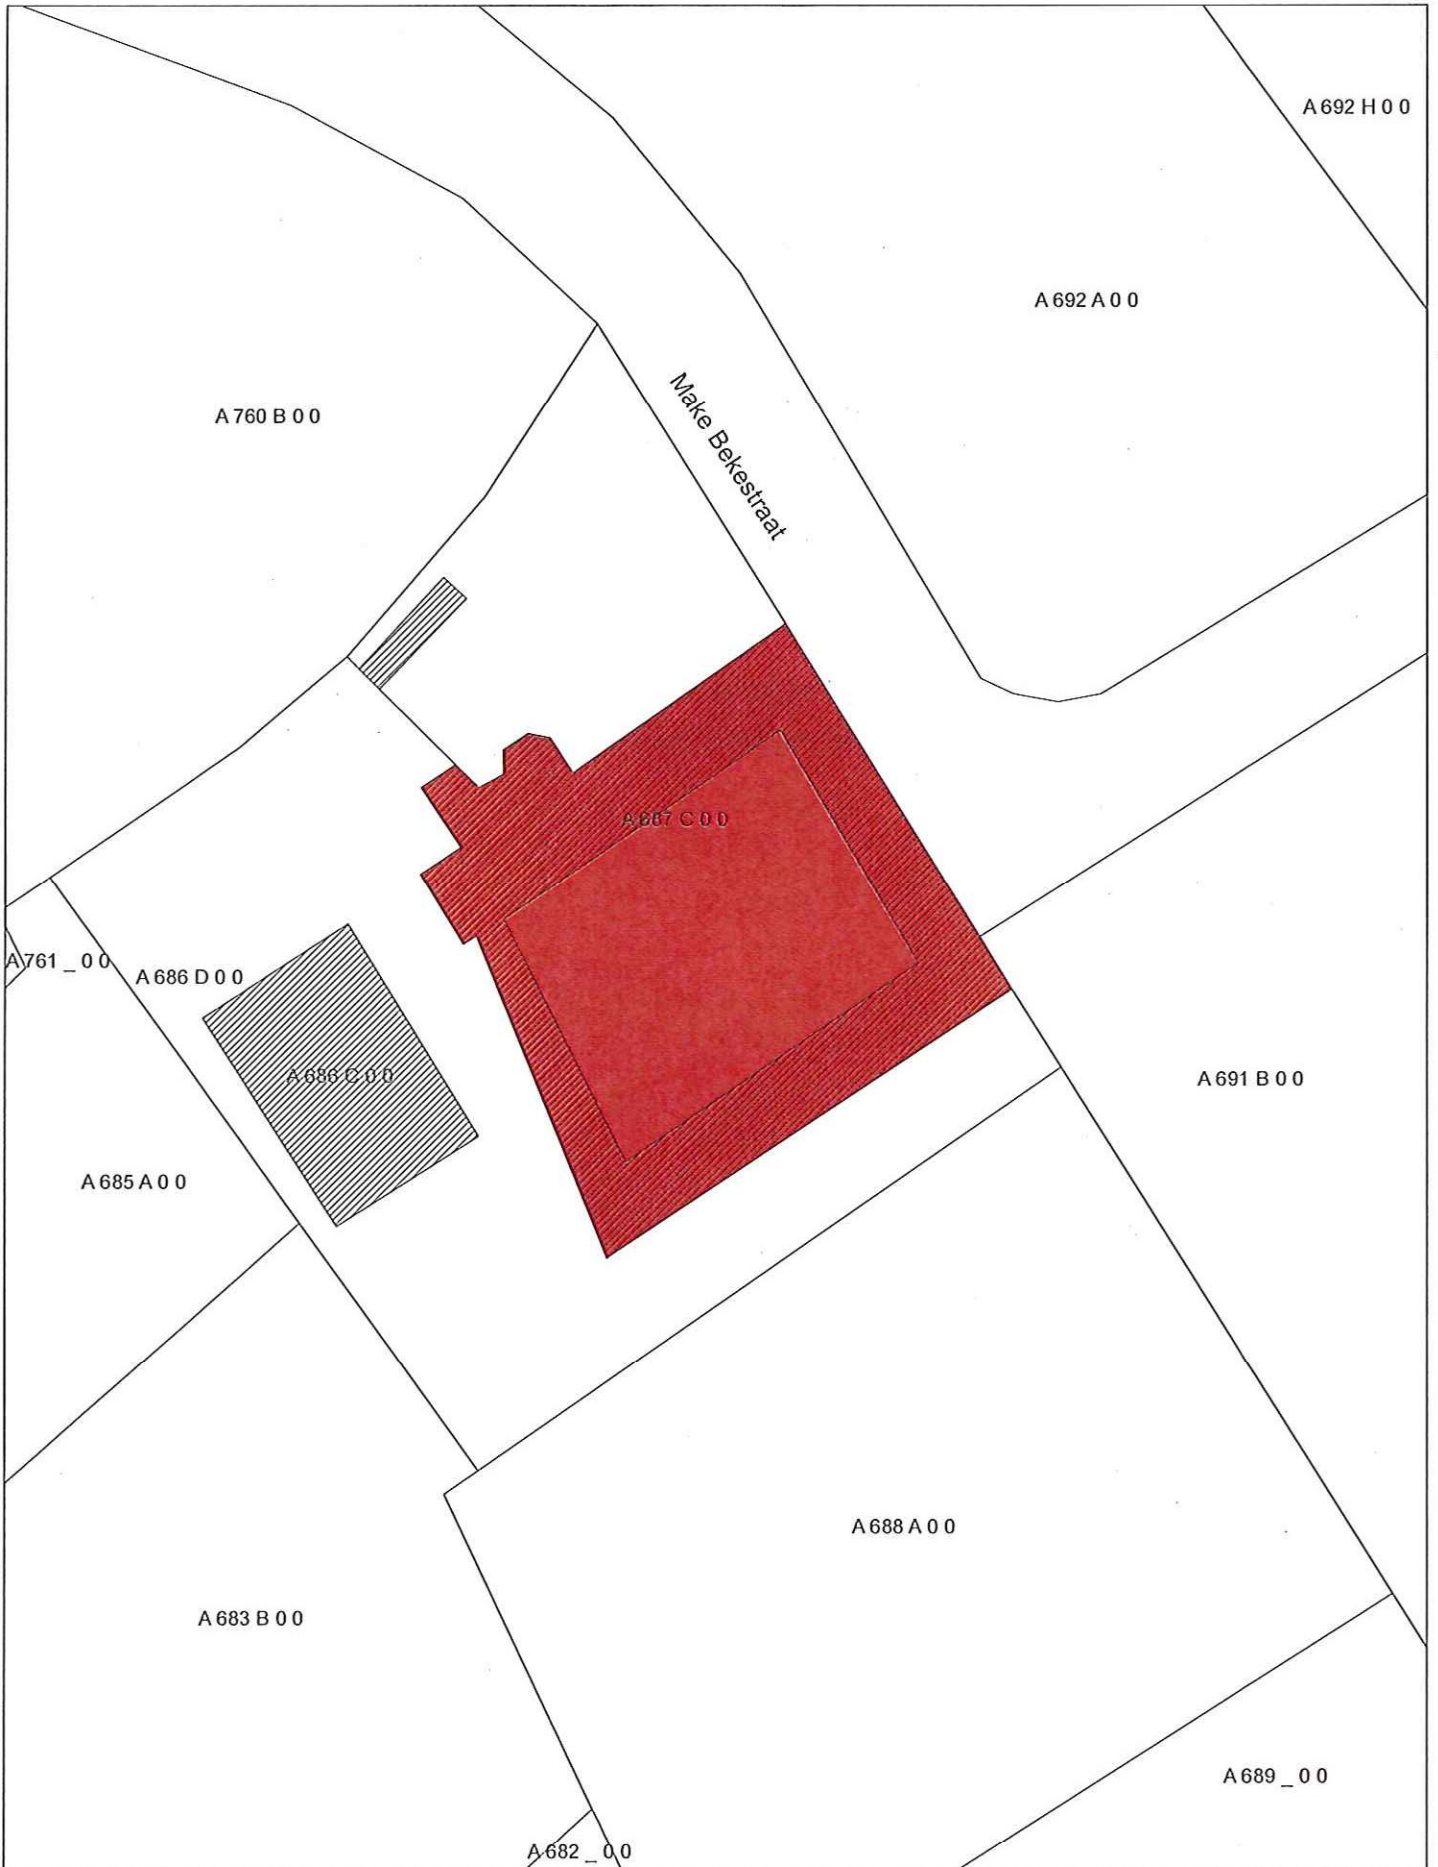 A 692 H 0 0
A 692 A 0 0
A 760 B 0 0
Make Bekestraat
A 687 C 0 0
A 761 _ 0 0
A 686 D 0 0
A 686 C 0 0
A 691 B 0 0
A 685 A 0 0
A 688 A 0 0
A 683 B 0 0
A 689 _ 0 0
A 682 _ 0 0